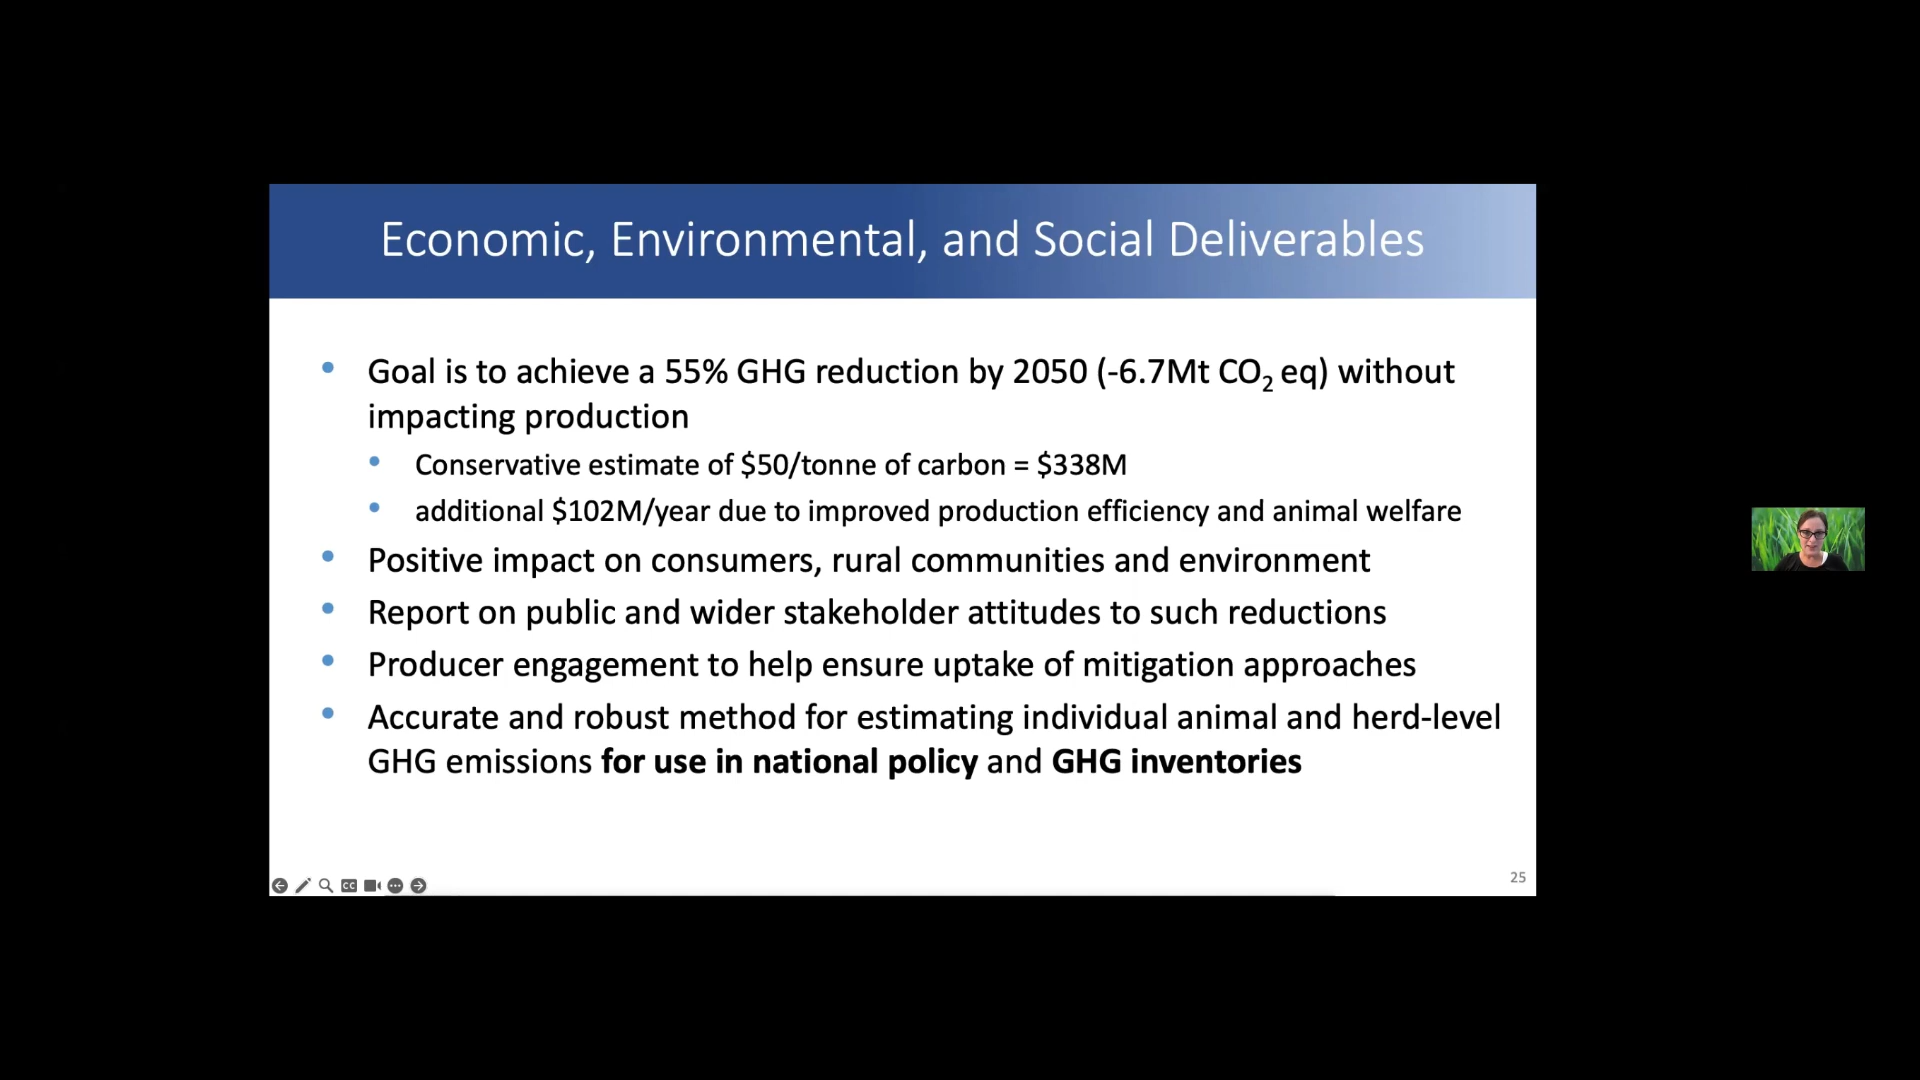 Economic, Environmental, and Social Deliverables
• Goal is to achieve a 55% GHG reduction by 2050 (-6.7Mt CO₂ eq) without
impacting production
• Conservative estimate of $50/tonne of carbon = $338M
• additional $102M/year due to improved production efficiency and animal welfare
• Positive impact on consumers, rural communities and environment
• Report on public and wider stakeholder attitudes to such reductions
• Producer engagement to help ensure uptake of mitigation approaches
• Accurate and robust method for estimating individual animal and herd-level
GHG emissions for use in national policy and GHG inventories
CC
25